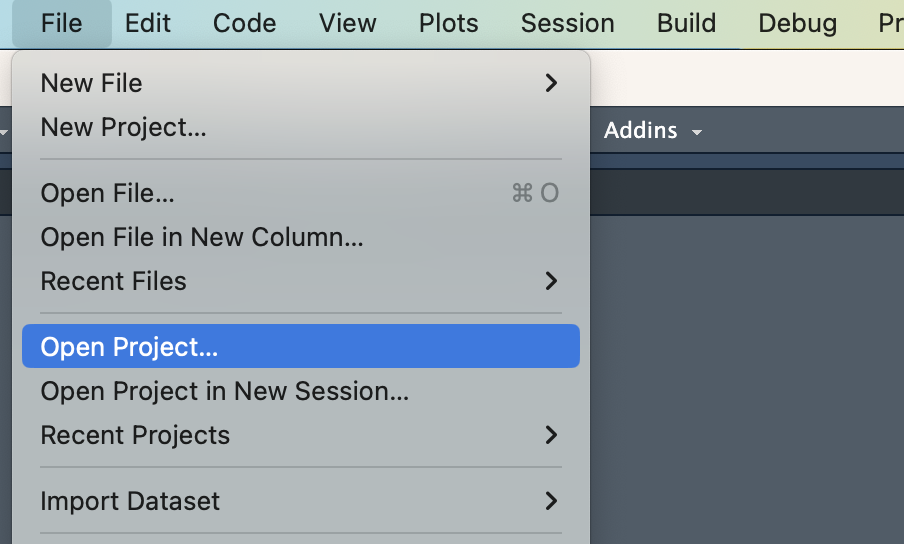 File Edit Code View Plots Session Build Debug Pr
New File
New Project...
Addins
Open File... ⌘ O
Open File in New Column...
Recent Files
Open Project...
Open Project in New Session...
Recent Projects
Import Dataset